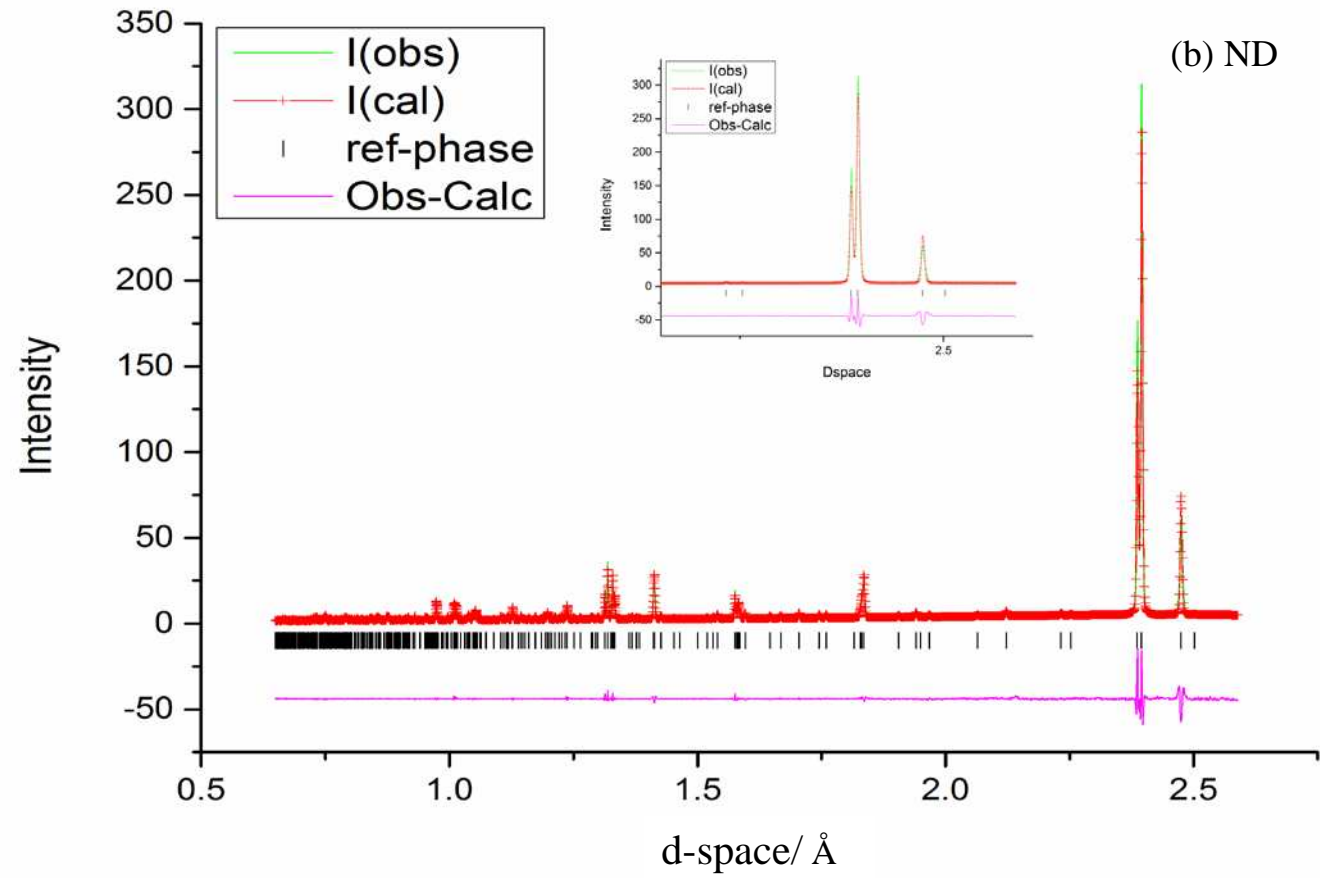 350
300
250
200
150
100
50
0
-50
Intensity
I(obs)
I(cal)
ref-phase
Obs-Calc
(b) ND
I(obs)
I(cal)
ref-phase
Obs-Calc
300
250
200
150
100
50
0
-50
Intensity
2.5
Dspace
0.5 1.0 1.5 2.0 2.5
d-space/ Å